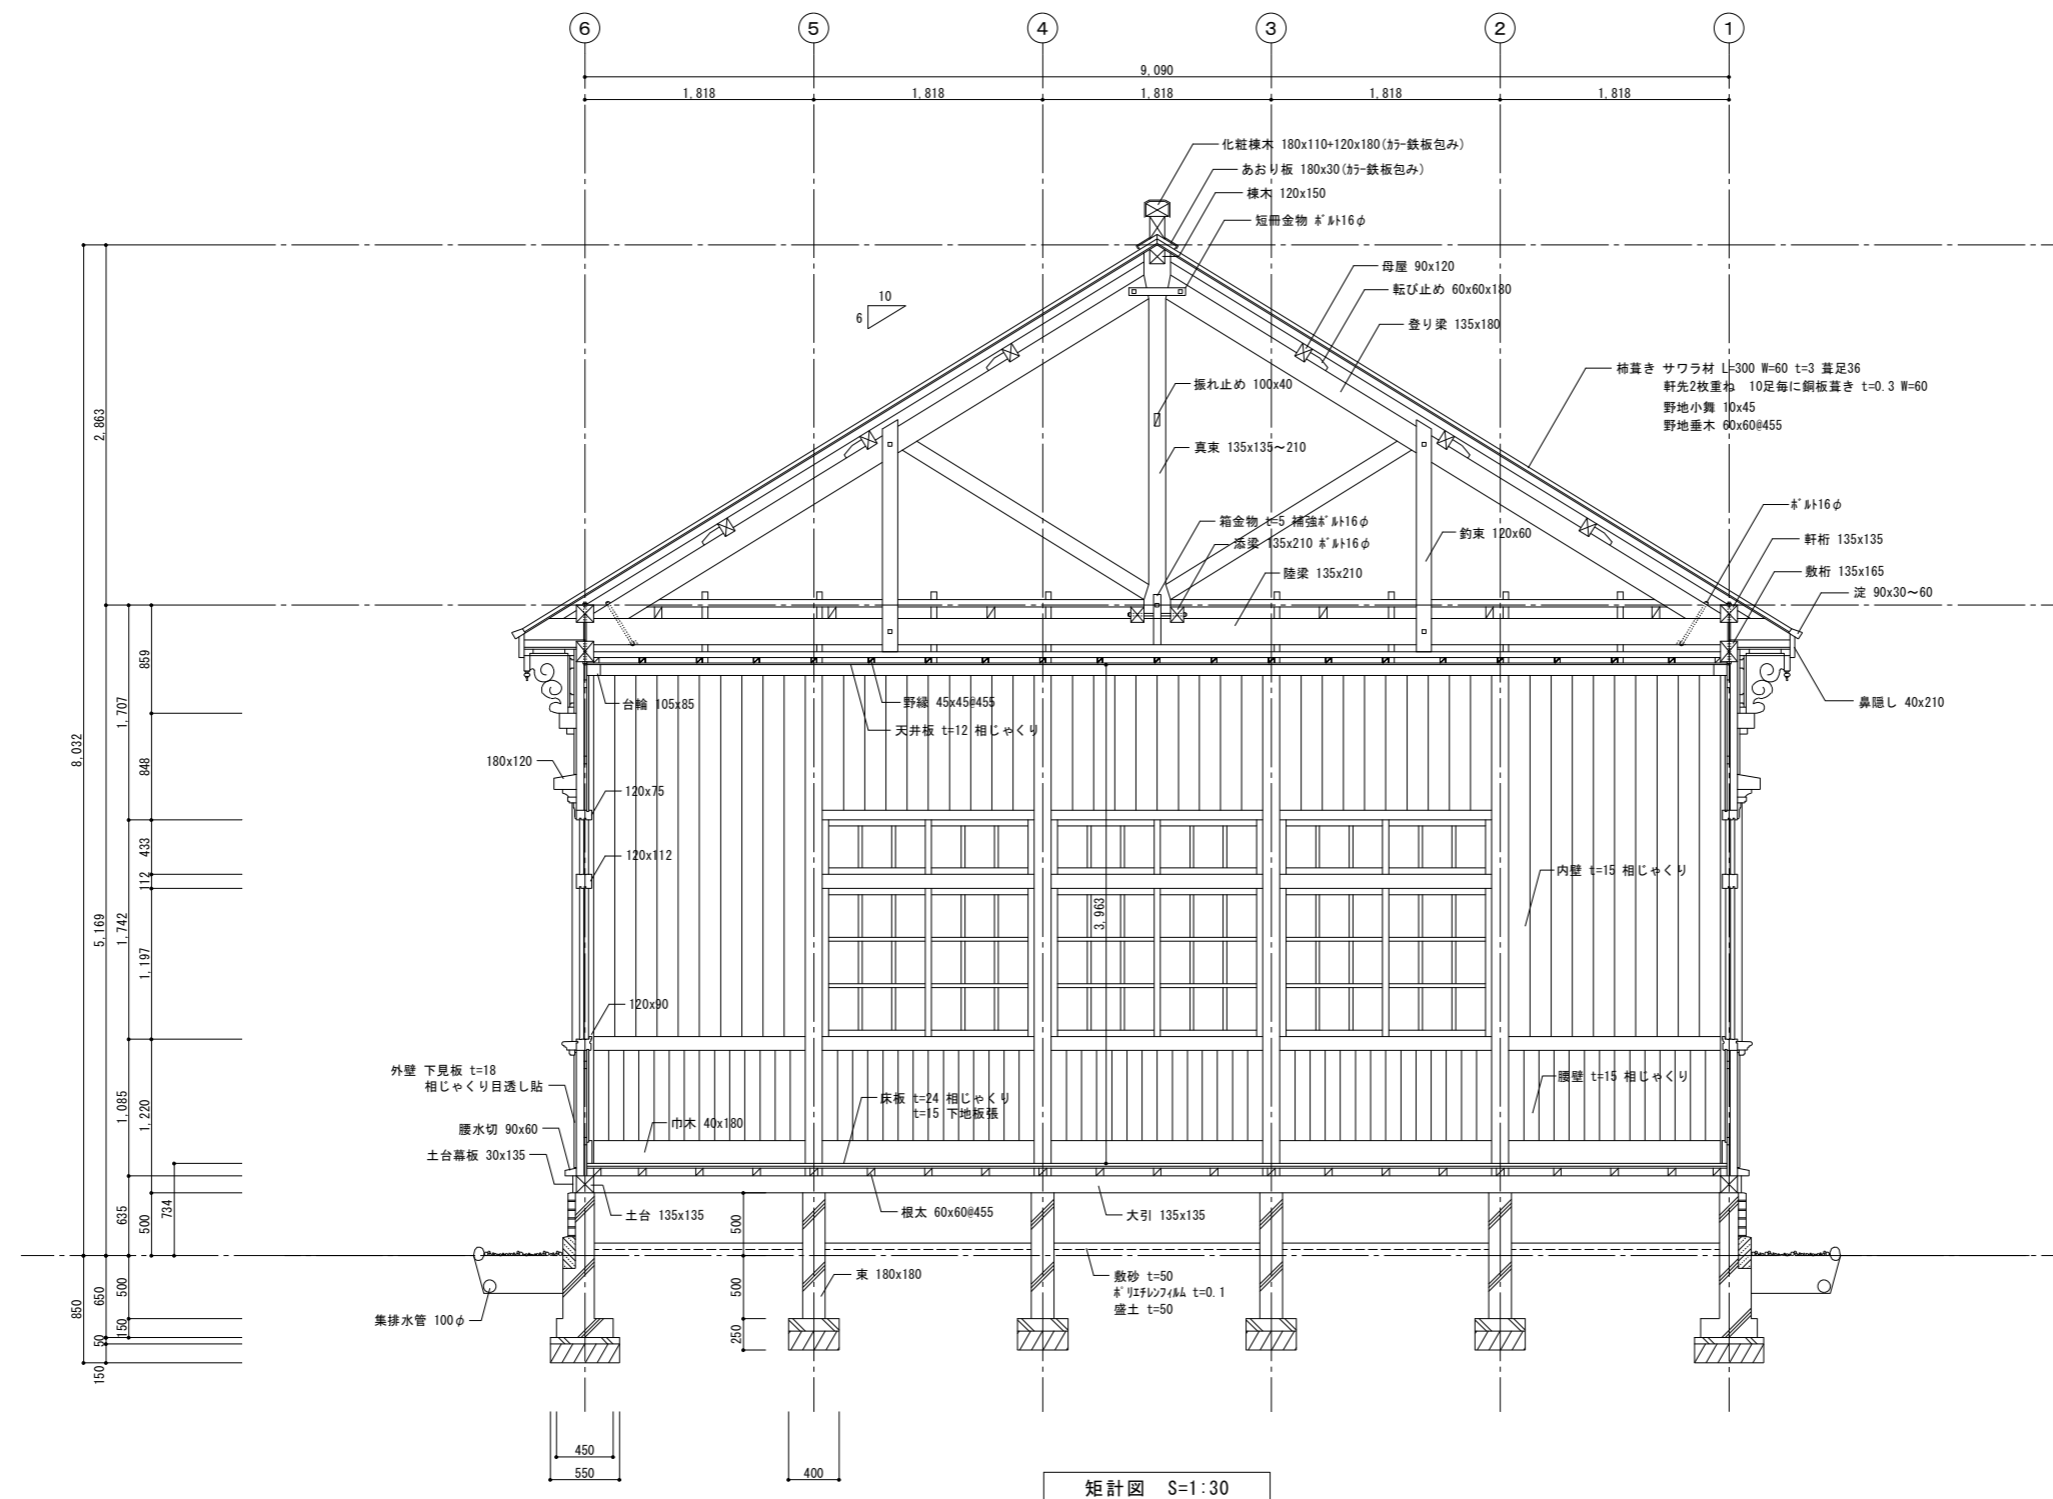 6 5 4 3 2 1
9,090
1,818 1,818 1,818 1,818 1,818
化粧棟木 180x110+120x180(ｶﾗｰ鉄板包み)
あおり板 180x30(ｶﾗｰ鉄板包み)
棟木 120x150
短冊金物 ﾎﾞﾙﾄ16φ
母屋 90x120
転び止め 60x60x180
登り梁 135x180
10
6
柿葺き サワラ材 L=300 W=60 t=3 葺足36
軒先2枚重ね 10足毎に銅板葺き t=0.3 W=60
野地小舞 10x45
野地垂木 60x60@455
振れ止め 100x40
真束 135x135～210
ﾎﾞﾙﾄ16φ
箱金物 t=5 補強ﾎﾞﾙﾄ16φ
添梁 135x210 ﾎﾞﾙﾄ16φ
釣束 120x60
軒桁 135x135
陸梁 135x210
敷桁 135x165
淀 90x30～60
台輪 105x85
野縁 45x45@455
天井板 t=12 相じゃくり
鼻隠し 40x210
180x120
120x75
120x112
内壁 t=15 相じゃくり
3,963
120x90
外壁 下見板 t=18
相じゃくり目透し貼
腰壁 t=15 相じゃくり
床板 t=24 相じゃくり
t=15 下地板張
巾木 40x180
腰水切 90x60
土台幕板 30x135
土台 135x135
根太 60x60@455
大引 135x135
束 180x180
敷砂 t=50
ﾎﾟﾘｴﾁﾚﾝﾌｨﾙﾑ t=0.1
盛土 t=50
集排水管 100φ
2,863
8,032
5,169
1,707
859
848
433
112
1,742
1,197
1,085
1,220
734
635
500
500
500
250
850
650
500
150
50
150
450
550
400
矩計図 S=1:30